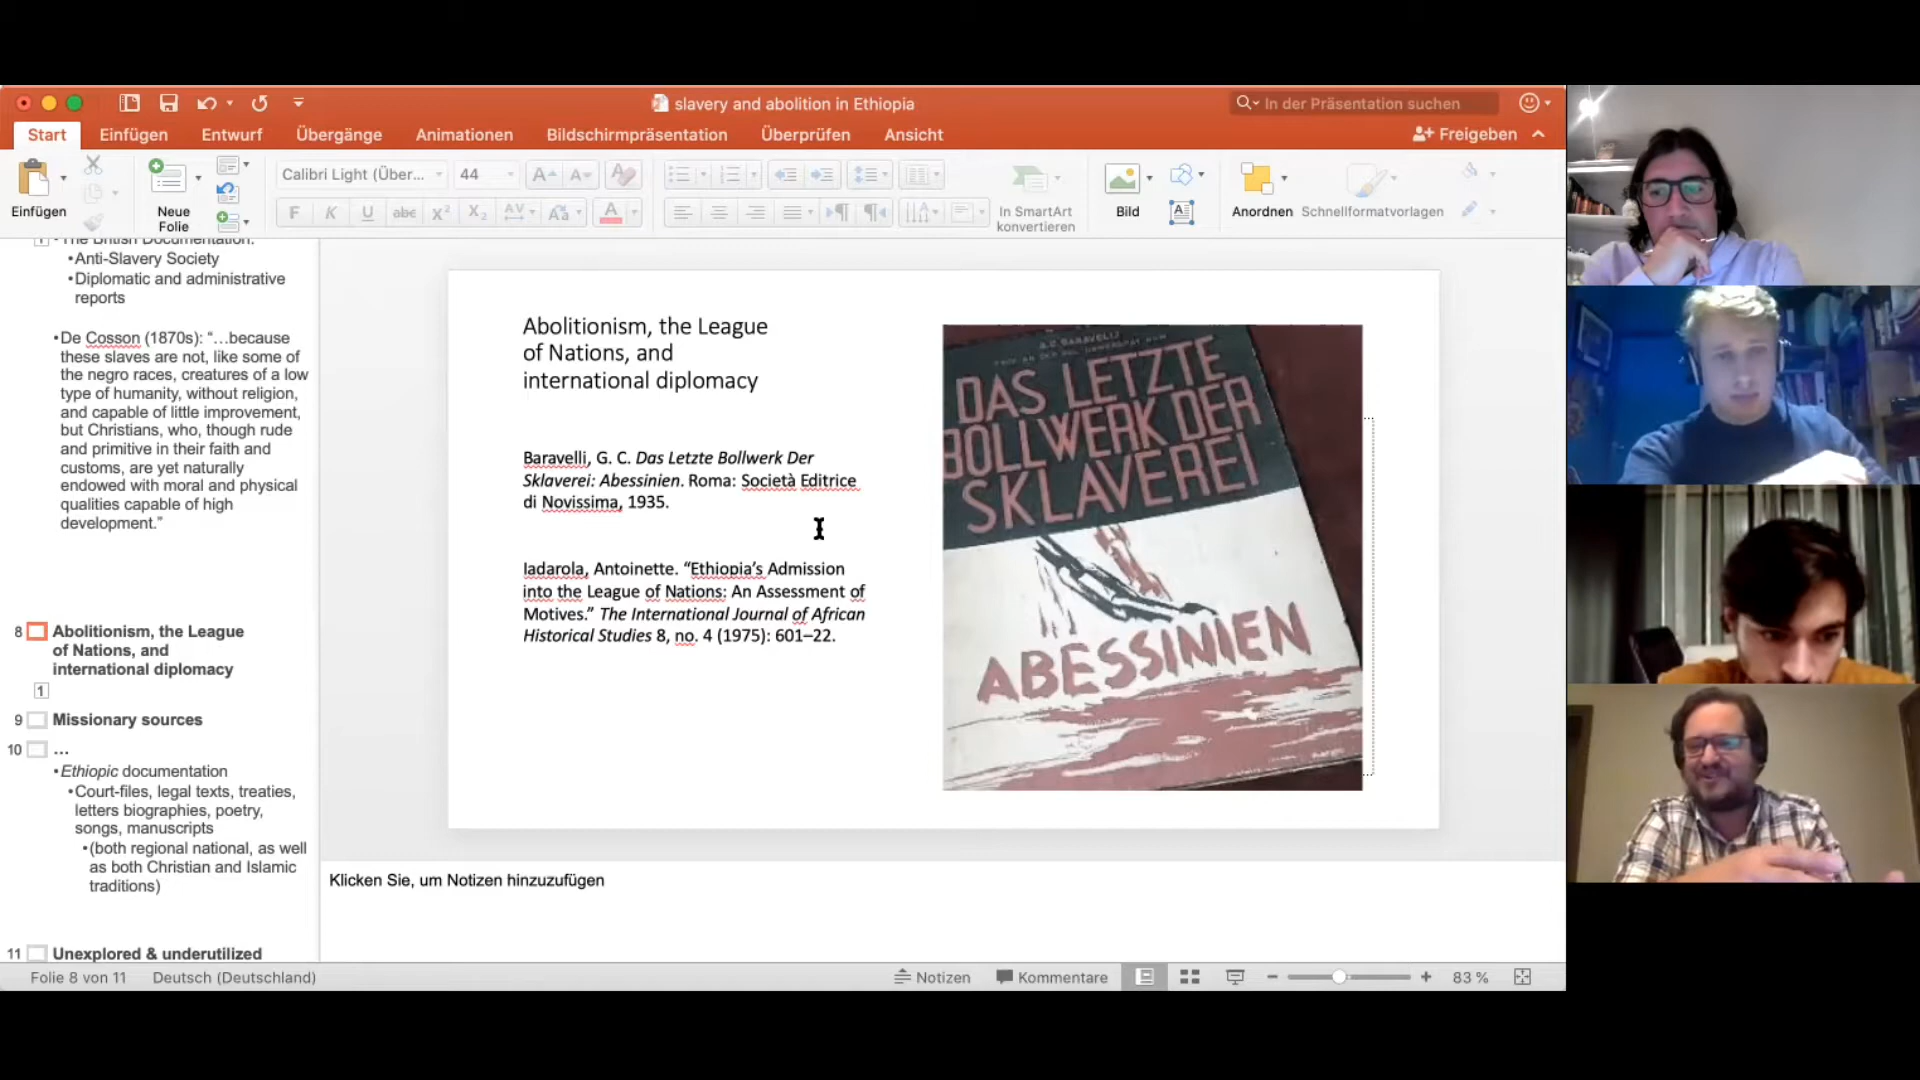 slavery and abolition in Ethiopia
In der Präsentation suchen
Start
Einfügen
Entwurf
Übergänge
Animationen
Bildschirmpräsentation
Überprüfen
Ansicht
Freigeben
Einfügen
Neue
Folie
Calibri Light (Über...
44
In SmartArt
konvertieren
Bild
Anordnen
Schnellformatvorlagen
• The British Documentation:
•Anti-Slavery Society
•Diplomatic and administrative
reports
•De Cosson (1870s): “…because
these slaves are not, like some of
the negro races, creatures of a low
type of humanity, without religion,
and capable of little improvement,
but Christians, who, though rude
and primitive in their faith and
customs, are yet naturally
endowed with moral and physical
qualities capable of high
development.”
8
Abolitionism, the League
of Nations, and
international diplomacy
1
9
Missionary sources
10
...
•Ethiopic documentation
•Court-files, legal texts, treaties,
letters biographies, poetry,
songs, manuscripts
•(both regional national, as well
as both Christian and Islamic
traditions)
11
Unexplored & underutilized
Abolitionism, the League
of Nations, and
international diplomacy
Baravelli, G. C. Das Letzte Bollwerk Der
Sklaverei: Abessinien. Roma: Società Editrice
di Novissima, 1935.
Iadarola, Antoinette. “Ethiopia’s Admission
into the League of Nations: An Assessment of
Motives.” The International Journal of African
Historical Studies 8, no. 4 (1975): 601–22.
G.C. BARAVELLI
DAS LETZTE
BOLLWERK DER
SKLAVEREI
ABESSINIEN
Klicken Sie, um Notizen hinzuzufügen
Folie 8 von 11
Deutsch (Deutschland)
Notizen
Kommentare
83 %